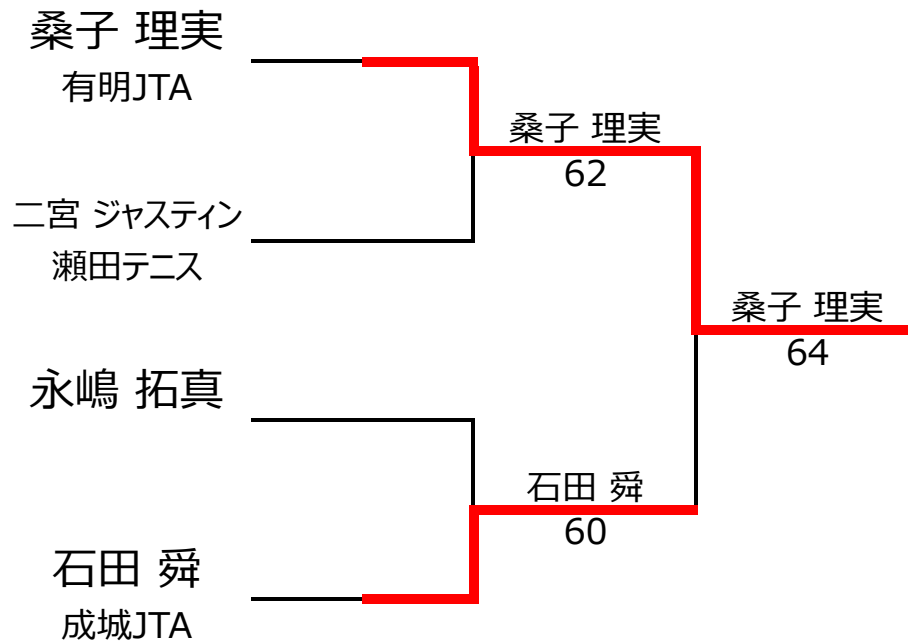 桑子 理実
有明JTA
桑子 理実
62
二宮 ジャスティン
瀬田テニス
桑子 理実
64
永嶋 拓真
石田 舜
60
石田 舜
成城JTA